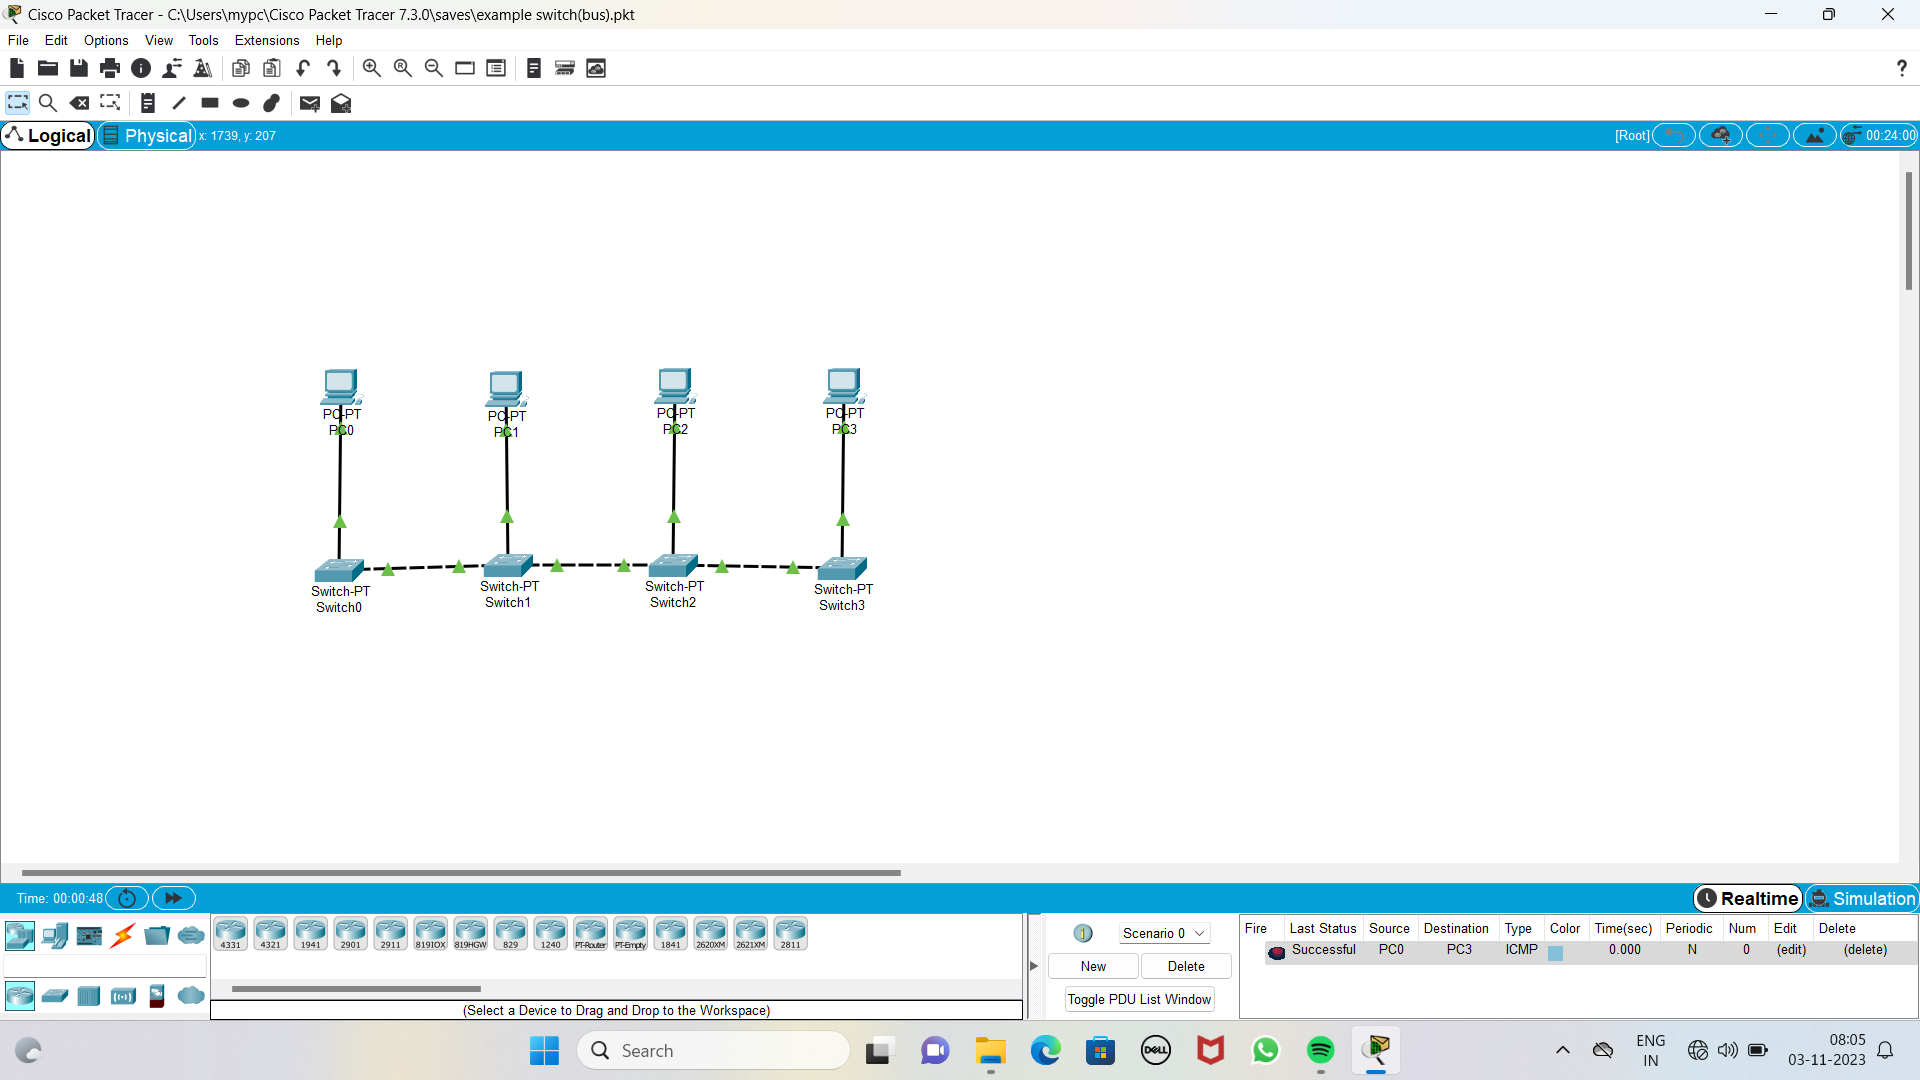 Cisco Packet Tracer - C:\Users\mypc\Cisco Packet Tracer 7.3.0\saves\example switch(bus).pkt
File Edit Options View Tools Extensions Help
?
Logical Physical x: 1739, y: 207 [Root] 00:24:00
PC-PT PC-PT PC-PT PC-PT
PC0 PC1 PC2 PC3
Switch-PT Switch-PT Switch-PT Switch-PT
Switch0 Switch1 Switch2 Switch3
Time: 00:00:48 Realtime Simulation
4331 4321 1941 2901 2911 819IOX 819HGW 829 1240 PT-Router PT-Empty 1841 2620XM 2621XM 2811
(Select a Device to Drag and Drop to the Workspace)
Scenario 0
New Delete
Toggle PDU List Window
Fire Last Status Source Destination Type Color Time(sec) Periodic Num Edit Delete
Successful PC0 PC3 ICMP 0.000 N 0 (edit) (delete)
Search
DELL
ENG
IN
08:05
03-11-2023